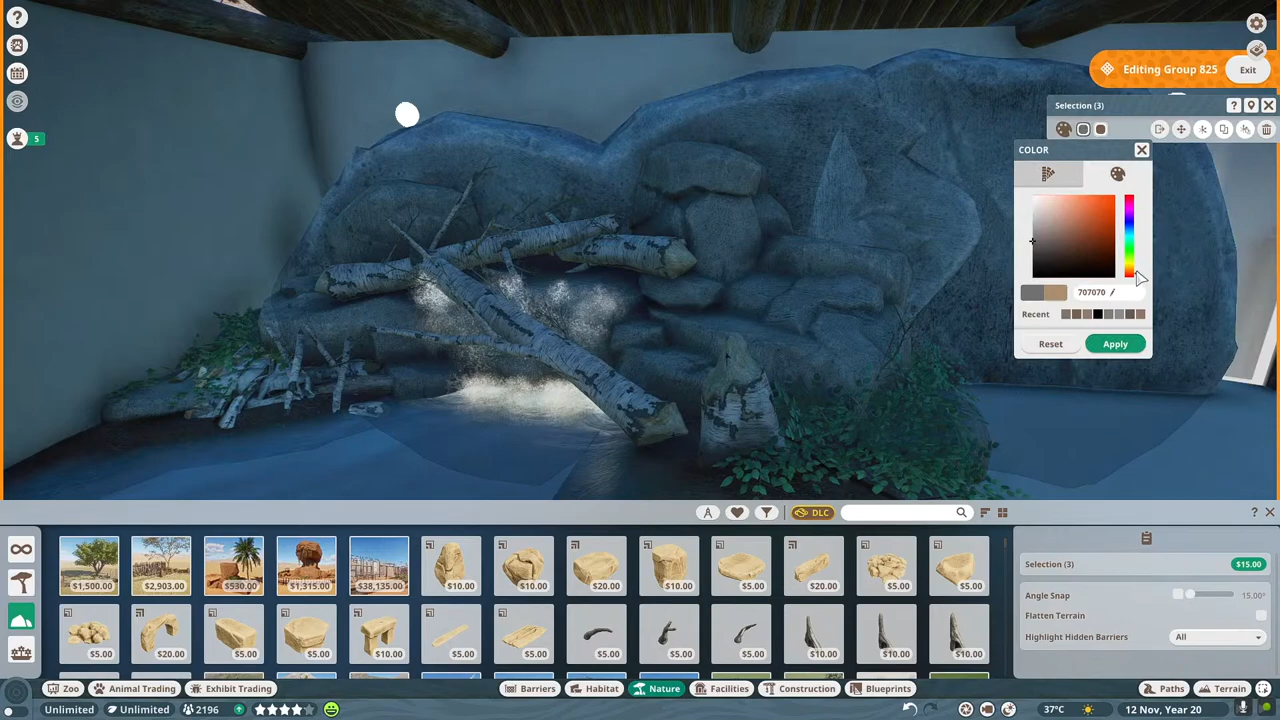 ?
Editing Group 825
Exit
Selection (3)
?
5
COLOR
707070
Recent
Reset
Apply
DLC
?
$1,500.00
$2,903.00
$530.00
$1,315.00
$38,135.00
$10.00
$10.00
$20.00
$10.00
$5.00
$20.00
$5.00
$5.00
$5.00
$20.00
$5.00
$5.00
$10.00
$5.00
$5.00
$5.00
$5.00
$5.00
$10.00
$10.00
$10.00
Selection (3)
$15.00
Angle Snap
15.00°
Flatten Terrain
Highlight Hidden Barriers
All
Zoo
Animal Trading
Exhibit Trading
Barriers
Habitat
Nature
Facilities
Construction
Blueprints
Paths
Terrain
Unlimited
Unlimited
2196
37°C
12 Nov, Year 20